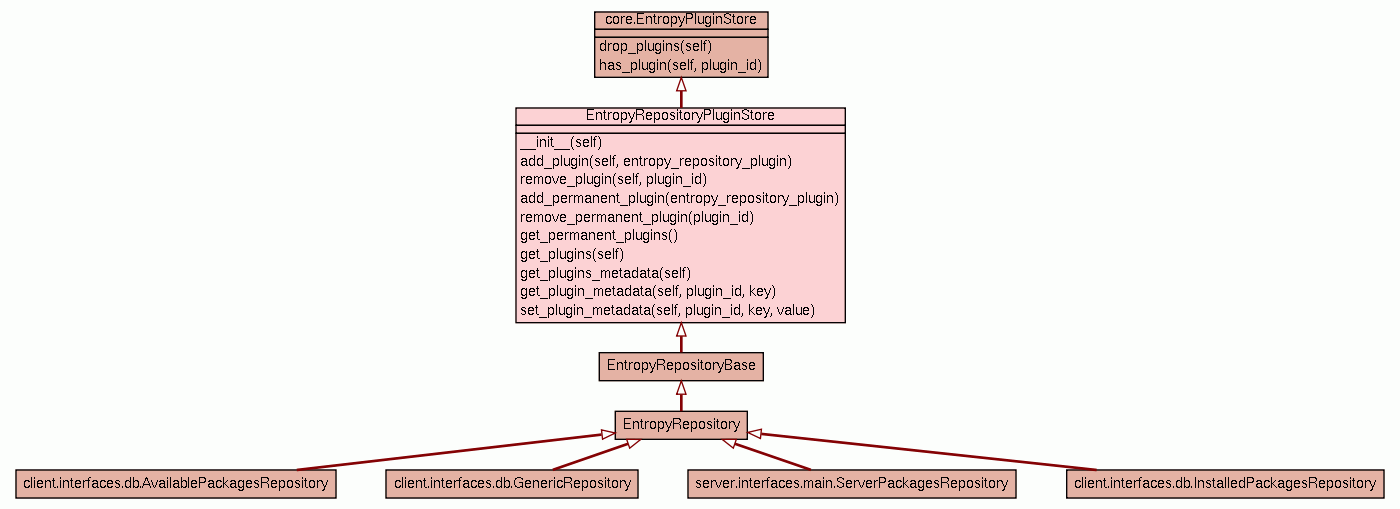 core.EntropyPluginStore
drop_plugins(self)
has_plugin(self, plugin_id)
EntropyRepositoryPluginStore
__init__(self)
add_plugin(self, entropy_repository_plugin)
remove_plugin(self, plugin_id)
add_permanent_plugin(entropy_repository_plugin)
remove_permanent_plugin(plugin_id)
get_permanent_plugins()
get_plugins(self)
get_plugins_metadata(self)
get_plugin_metadata(self, plugin_id, key)
set_plugin_metadata(self, plugin_id, key, value)
EntropyRepositoryBase
EntropyRepository
client.interfaces.db.AvailablePackagesRepository
client.interfaces.db.GenericRepository
server.interfaces.main.ServerPackagesRepository
client.interfaces.db.InstalledPackagesRepository